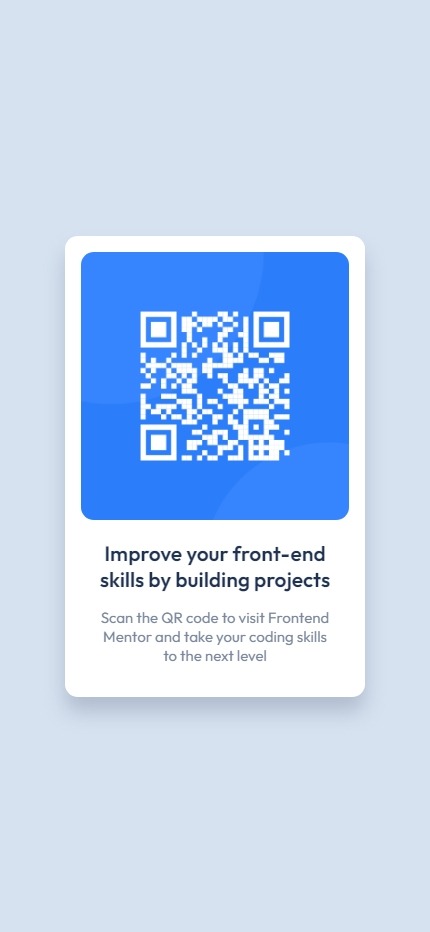 Improve your front-end
skills by building projects
Scan the QR code to visit Frontend
Mentor and take your coding skills
to the next level